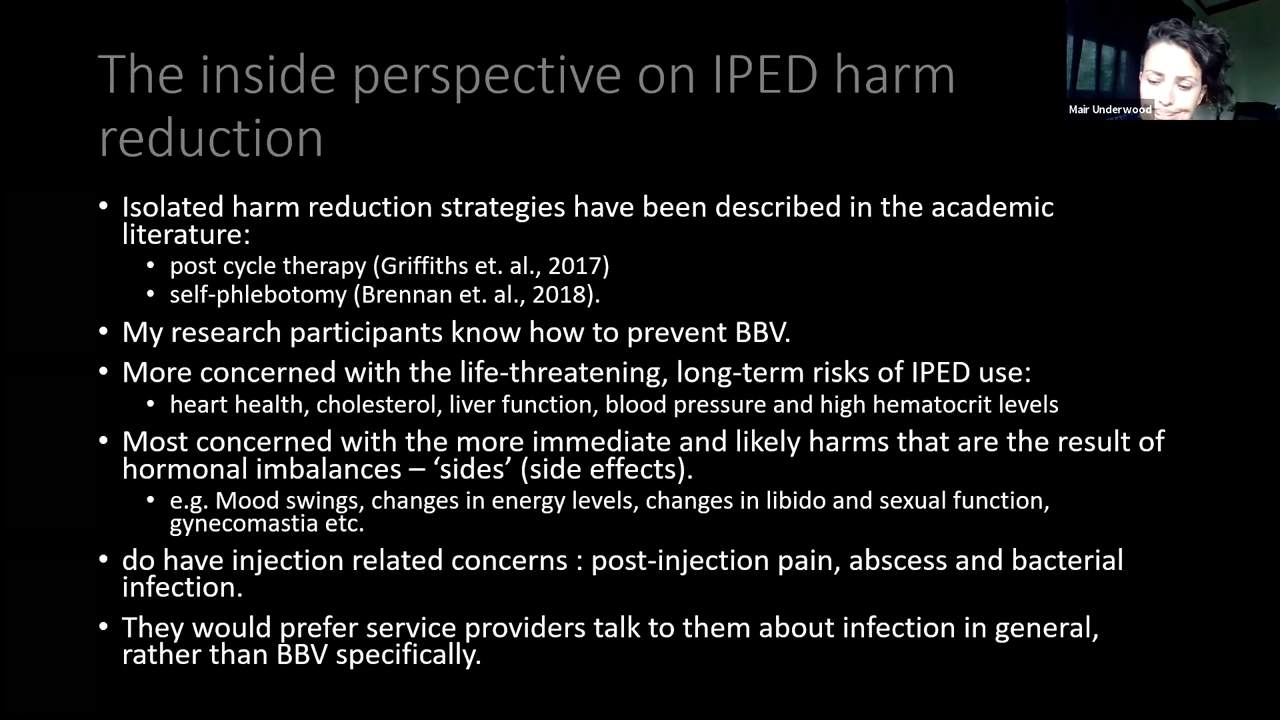 The inside perspective on IPED harm
reduction
Mair Underwood
• Isolated harm reduction strategies have been described in the academic
literature:
• post cycle therapy (Griffiths et. al., 2017)
• self-phlebotomy (Brennan et. al., 2018).
• My research participants know how to prevent BBV.
• More concerned with the life-threatening, long-term risks of IPED use:
• heart health, cholesterol, liver function, blood pressure and high hematocrit levels
• Most concerned with the more immediate and likely harms that are the result of
hormonal imbalances – ‘sides’ (side effects).
• e.g. Mood swings, changes in energy levels, changes in libido and sexual function,
gynecomastia etc.
• do have injection related concerns : post-injection pain, abscess and bacterial
infection.
• They would prefer service providers talk to them about infection in general,
rather than BBV specifically.